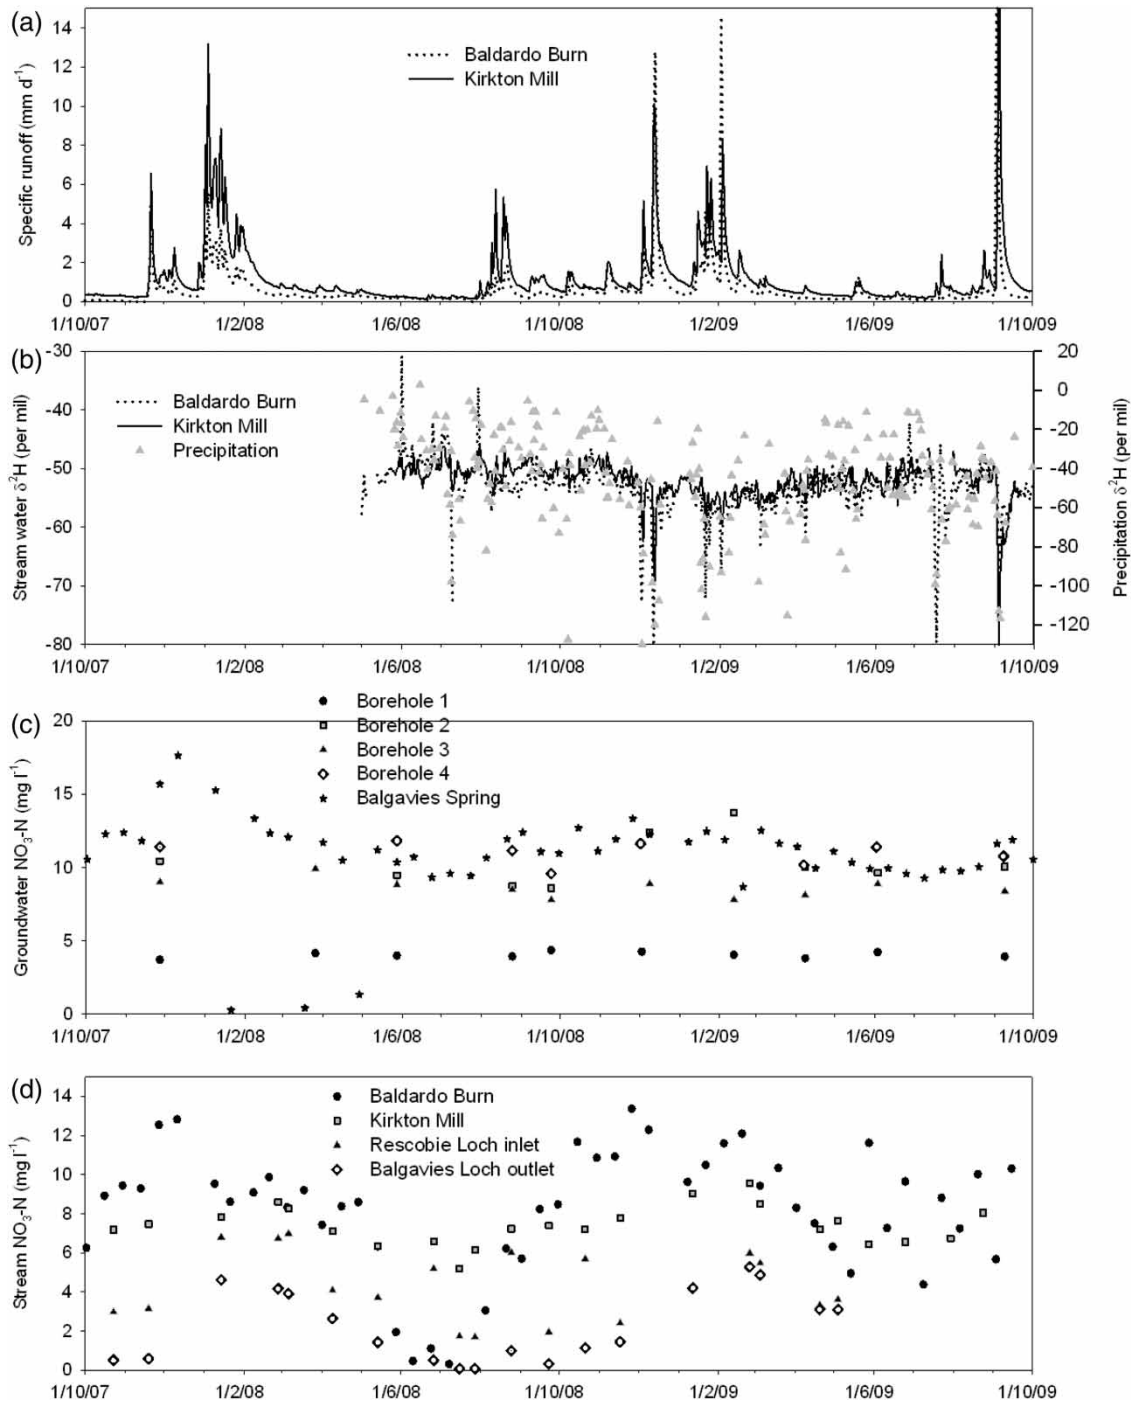 (a)
Specific runoff (mm d⁻¹)
14
12
10
8
6
4
2
0
Baldardo Burn
Kirkton Mill
1/10/07 1/2/08 1/6/08 1/10/08 1/2/09 1/6/09 1/10/09
(b)
Stream water δ²H (per mil)
-30
-40
-50
-60
-70
-80
Baldardo Burn
Kirkton Mill
Precipitation
20
0
-20
-40
-60
-80
-100
-120
Precipitation δ²H (per mil)
1/10/07 1/2/08 1/6/08 1/10/08 1/2/09 1/6/09 1/10/09
(c)
Groundwater NO₃-N (mg l⁻¹)
20
15
10
5
0
Borehole 1
Borehole 2
Borehole 3
Borehole 4
Balgavies Spring
1/10/07 1/2/08 1/6/08 1/10/08 1/2/09 1/6/09 1/10/09
(d)
Stream NO₃-N (mg l⁻¹)
14
12
10
8
6
4
2
0
Baldardo Burn
Kirkton Mill
Rescobie Loch inlet
Balgavies Loch outlet
1/10/07 1/2/08 1/6/08 1/10/08 1/2/09 1/6/09 1/10/09